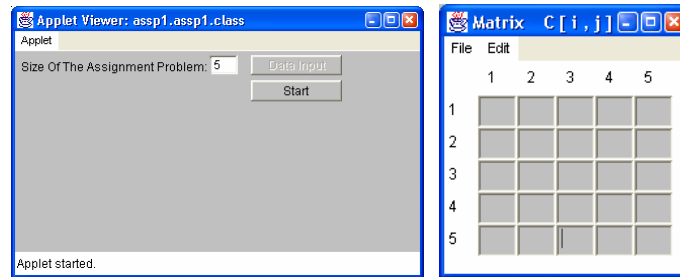 Applet Viewer: assp1.assp1.class
Applet
Size Of The Assignment Problem: 5 Data Input
Start
Applet started.
Matrix C[i,j]
File Edit
1 2 3 4 5
1
2
3
4
5